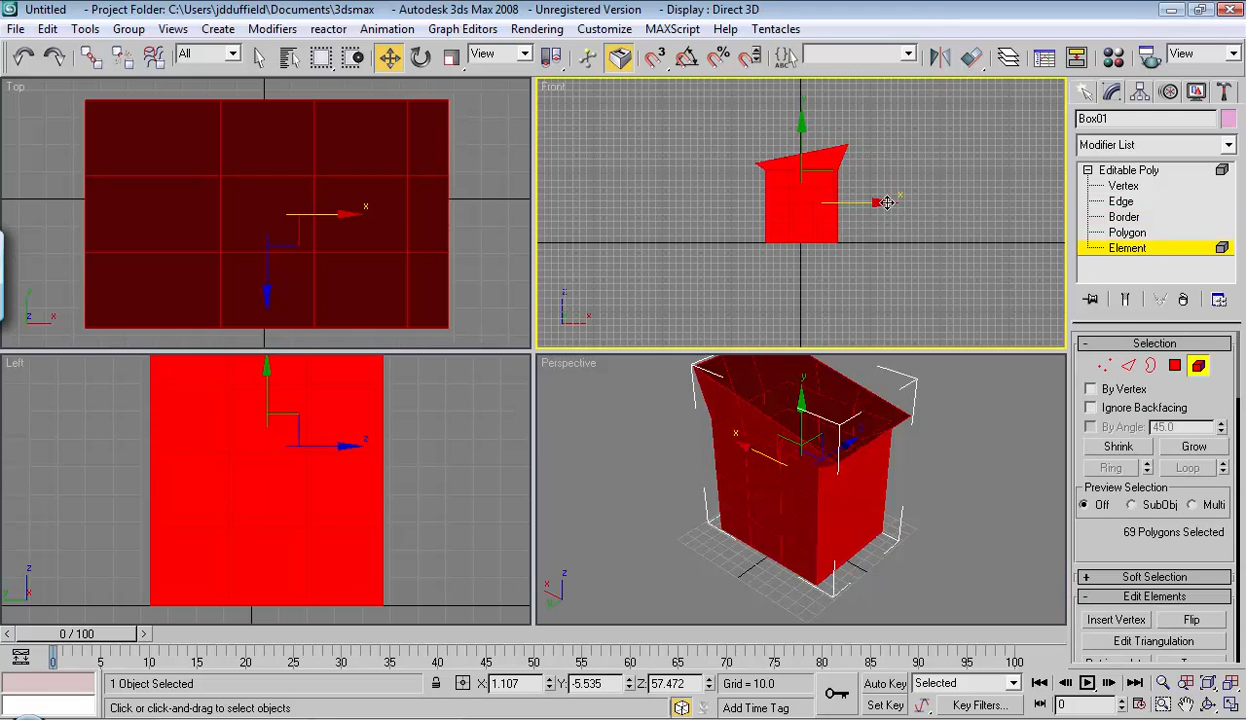 Untitled - Project Folder: C:\Users\jdduffield\Documents\3dsmax - Autodesk 3ds Max 2008 - Unregistered Version - Display : Direct 3D
File Edit Tools Group Views Create Modifiers reactor Animation Graph Editors Rendering Customize MAXScript Help Tentacles
All View View
Top Front
Box01
Modifier List
Editable Poly
Vertex
Edge
Border
Polygon
Element
Left Perspective
- Selection
By Vertex
Ignore Backfacing
By Angle: 45.0
Shrink Grow
Ring Loop
Preview Selection
Off SubObj Multi
69 Polygons Selected
+ Soft Selection
- Edit Elements
Insert Vertex Flip
Edit Triangulation
< 0 / 100 >
0 5 10 15 20 25 30 35 40 45 50 55 60 65 70 75 80 85 90 95 100
1 Object Selected X: 1.107 Y: -5.535 Z: 57.472 Grid = 10.0 Auto Key Selected
Click or click-and-drag to select objects Add Time Tag Set Key Key Filters... 0